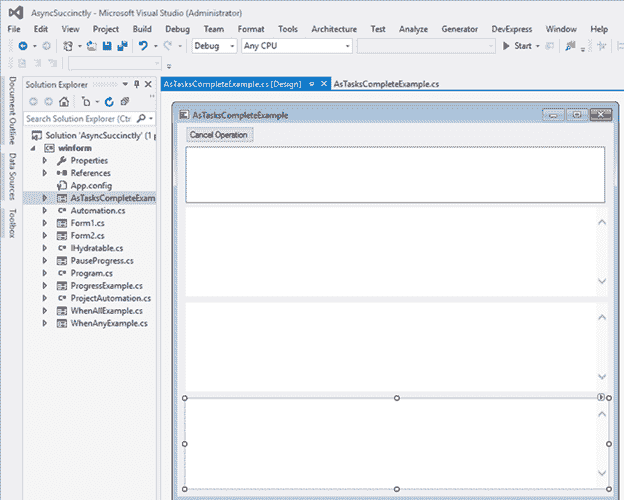 AsyncSuccinctly - Microsoft Visual Studio (Administrator)
File Edit View Project Build Debug Team Format Tools Architecture Test Analyze Generator DevExpress Window Help
Debug Any CPU Start
Document Outline
Data Sources
Toolbox
Solution Explorer
Search Solution Explorer (Ctrl
Solution 'AsyncSuccinctly' (1 p
winform
Properties
References
App.config
AsTasksCompleteExam
Automation.cs
Form1.cs
Form2.cs
IHydratable.cs
PauseProgress.cs
Program.cs
ProgressExample.cs
ProjectAutomation.cs
WhenAllExample.cs
WhenAnyExample.cs
AsTasksCompleteExample.cs [Design] AsTasksCompleteExample.cs
AsTasksCompleteExample
Cancel Operation